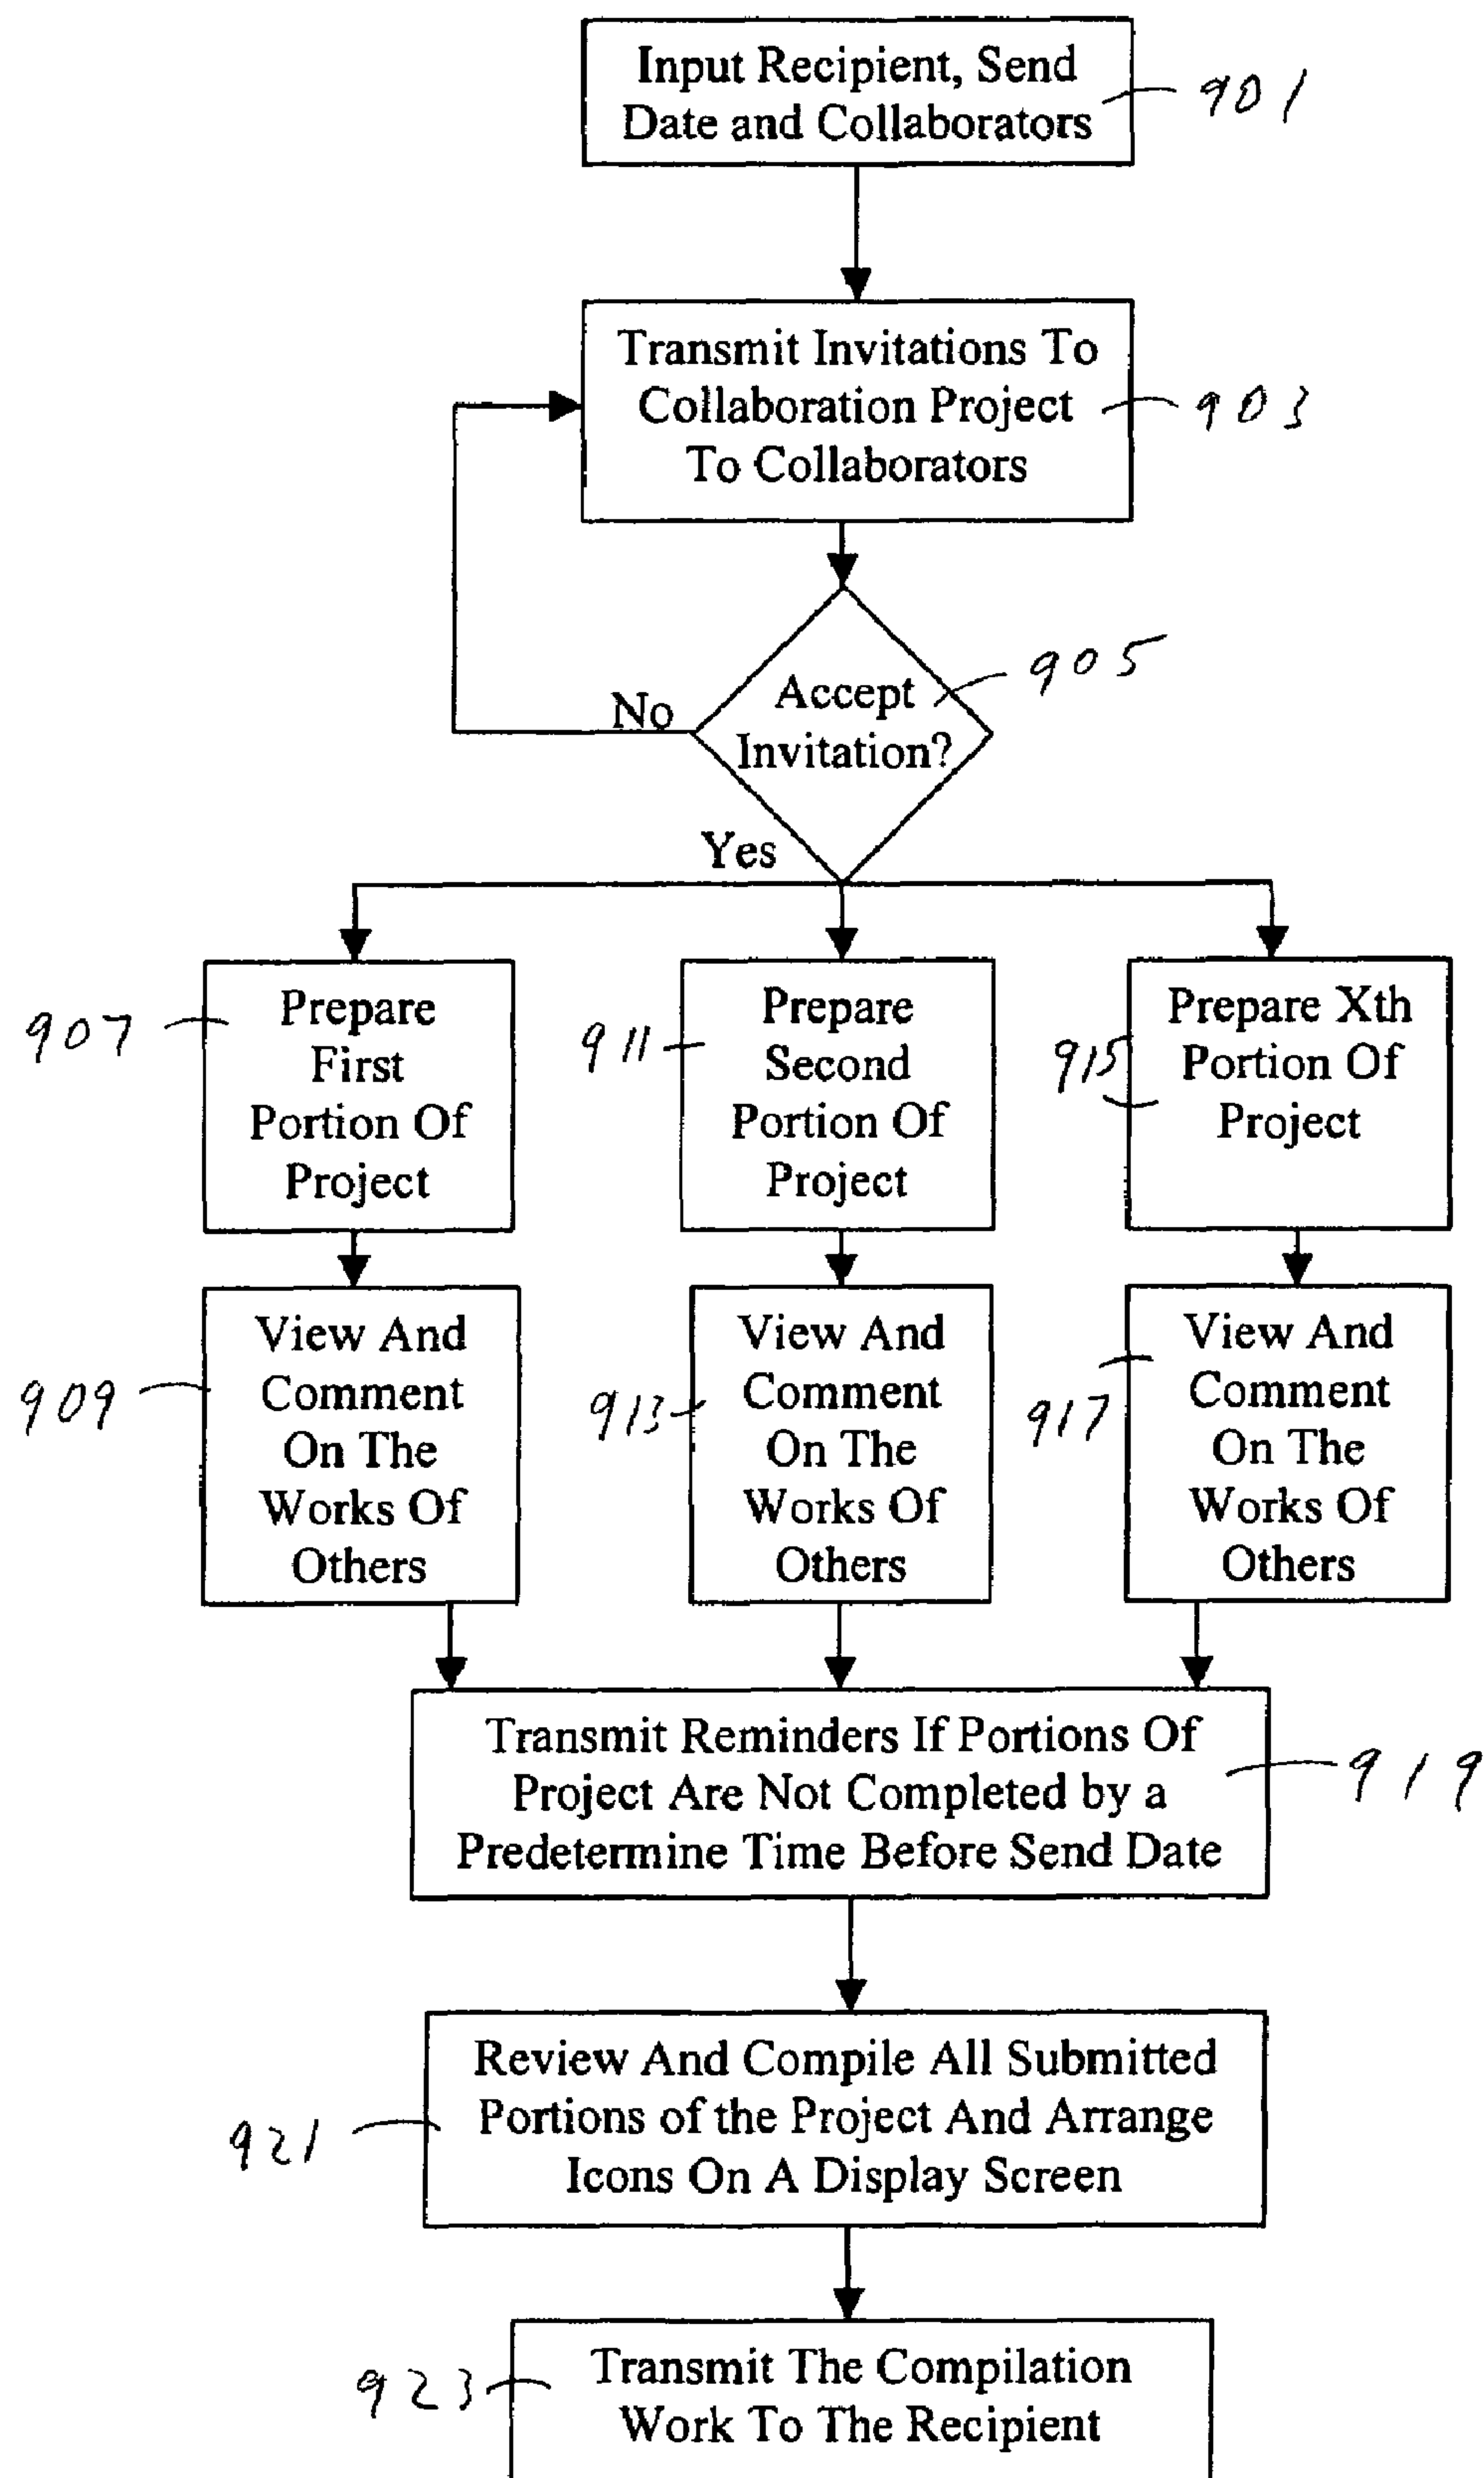 Input Recipient, Send
Date and Collaborators
901
Transmit Invitations To
Collaboration Project
To Collaborators
903
Accept
Invitation?
905
No
Yes
907
Prepare
First
Portion Of
Project
911
Prepare
Second
Portion Of
Project
915
Prepare Xth
Portion Of
Project
909
View And
Comment
On The
Works Of
Others
913
View And
Comment
On The
Works Of
Others
917
View And
Comment
On The
Works Of
Others
Transmit Reminders If Portions Of
Project Are Not Completed by a
Predetermine Time Before Send Date
919
921
Review And Compile All Submitted
Portions of the Project And Arrange
Icons On A Display Screen
923
Transmit The Compilation
Work To The Recipient